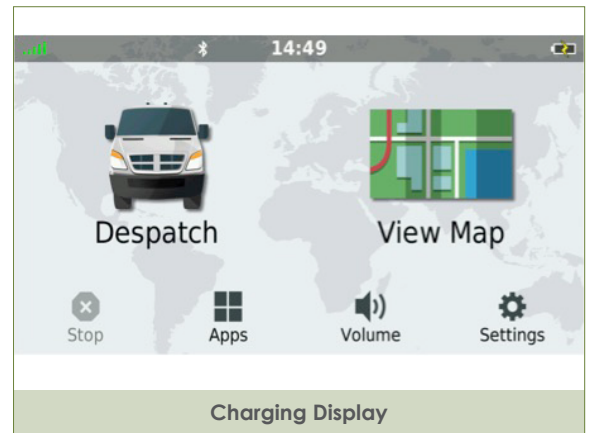 14:49
Despatch View Map
Stop Apps Volume Settings
Charging Display